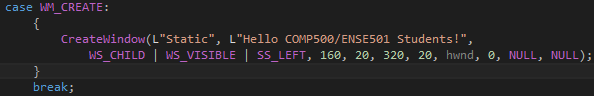 case WM_CREATE:
{
CreateWindow(L"Static", L"Hello COMP500/ENSE501 Students!",
WS_CHILD | WS_VISIBLE | SS_LEFT, 160, 20, 320, 20, hwnd, 0, NULL, NULL);
}
break;